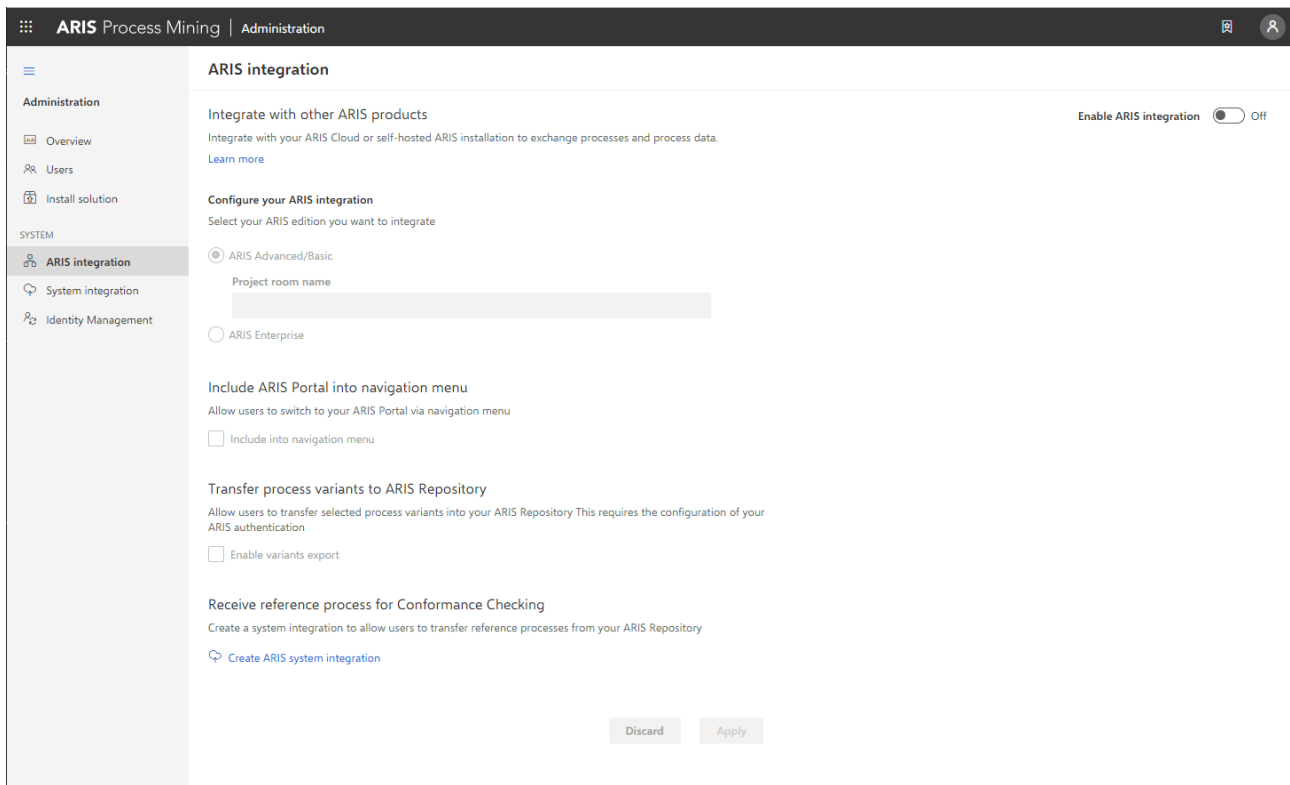 ARIS Process Mining | Administration
Administration
Overview
Users
Install solution
SYSTEM
ARIS integration
System integration
Identity Management
ARIS integration
Integrate with other ARIS products
Enable ARIS integration Off
Integrate with your ARIS Cloud or self-hosted ARIS installation to exchange processes and process data.
Learn more
Configure your ARIS integration
Select your ARIS edition you want to integrate
ARIS Advanced/Basic
Project room name
ARIS Enterprise
Include ARIS Portal into navigation menu
Allow users to switch to your ARIS Portal via navigation menu
Include into navigation menu
Transfer process variants to ARIS Repository
Allow users to transfer selected process variants into your ARIS Repository This requires the configuration of your
ARIS authentication
Enable variants export
Receive reference process for Conformance Checking
Create a system integration to allow users to transfer reference processes from your ARIS Repository
Create ARIS system integration
Discard Apply